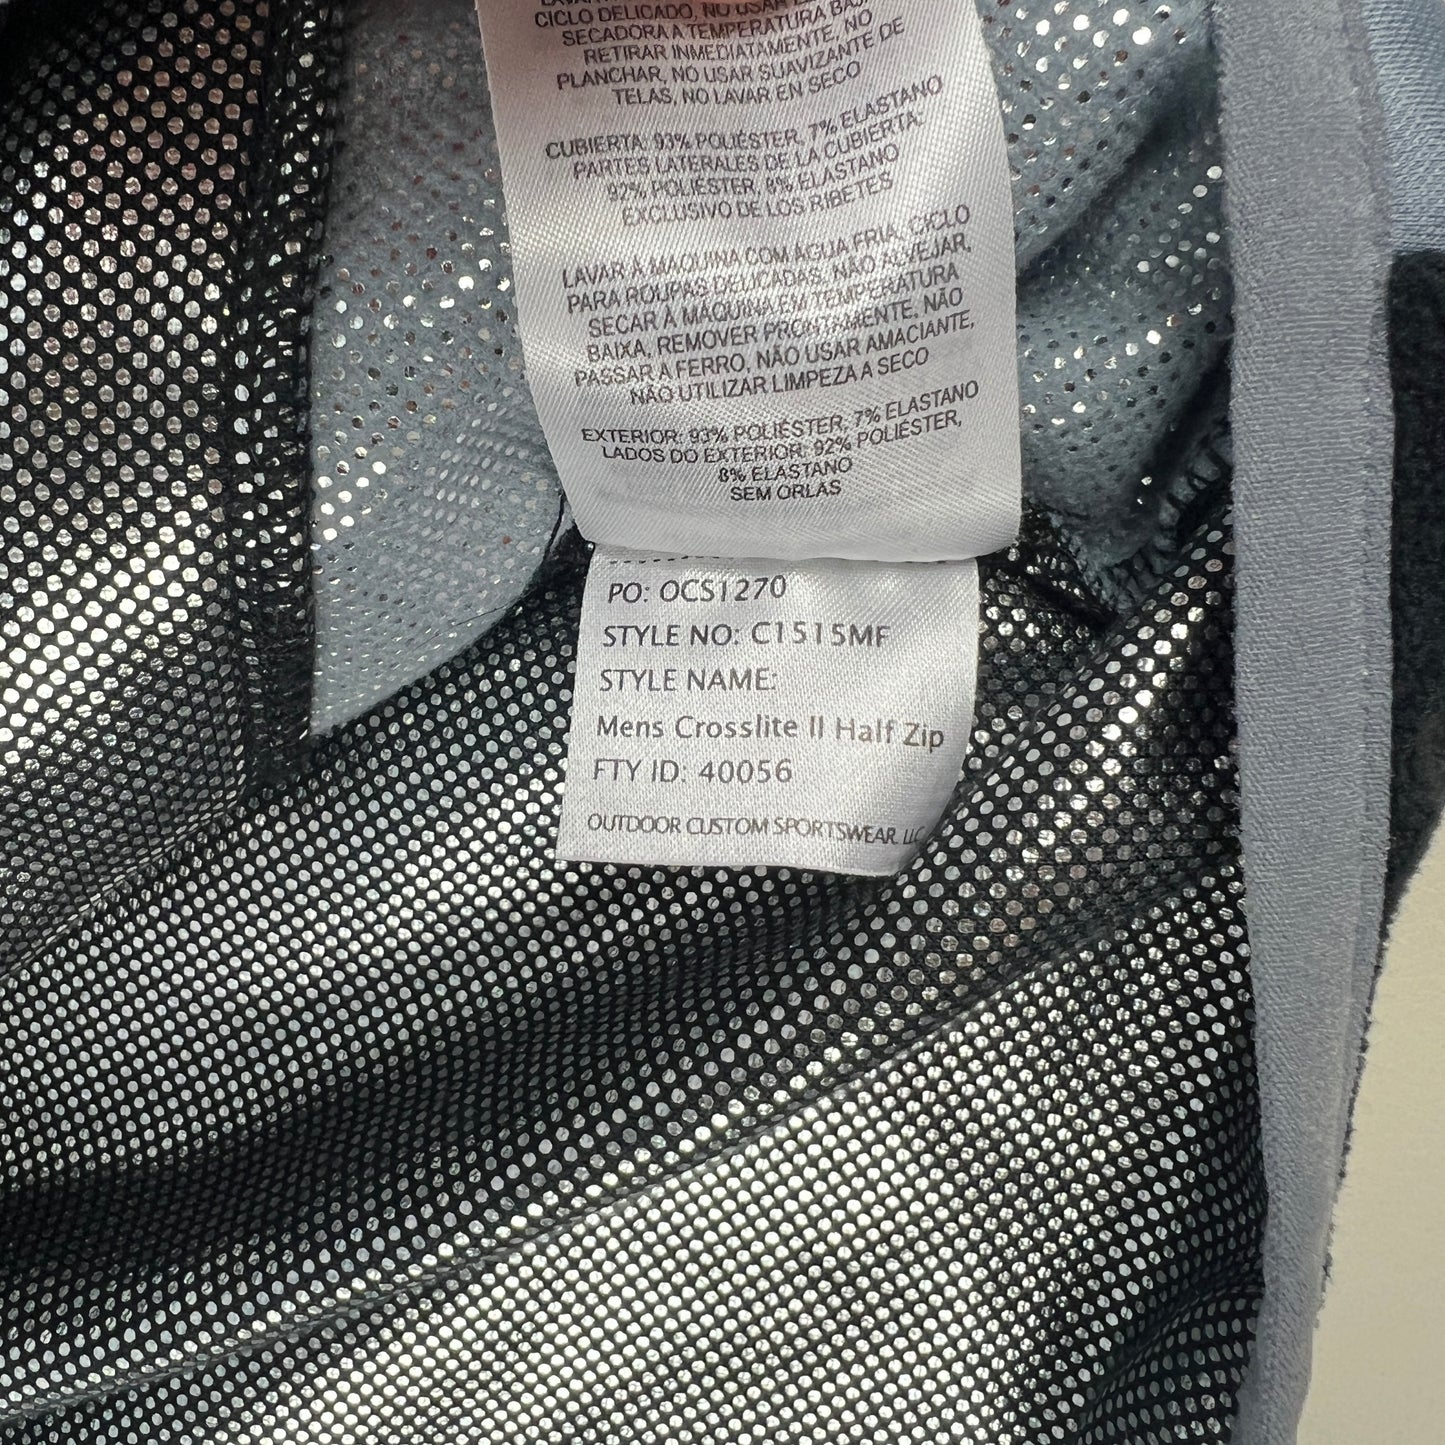 CICLO DELICADO, NO USAR
SECADORA A TEMPERATURA BAJA,
RETIRAR INMEDIATAMENTE, NO
PLANCHAR, NO USAR SUAVIZANTE DE
TELAS, NO LAVAR EN SECO
CUBIERTA: 93% POLIÉSTER, 7% ELASTANO
PARTES LATERALES DE LA CUBIERTA:
92% POLIÉSTER, 8% ELASTANO
EXCLUSIVO DE LOS RIBETES
LAVAR À MÁQUINA COM ÁGUA FRIA, CICLO
PARA ROUPAS DELICADAS, NÃO ALVEJAR,
SECAR À MÁQUINA EM TEMPERATURA
BAIXA, REMOVER PRONTAMENTE, NÃO
PASSAR A FERRO, NÃO USAR AMACIANTE,
NÃO UTILIZAR LIMPEZA A SECO
EXTERIOR: 93% POLIÉSTER, 7% ELASTANO
LADOS DO EXTERIOR: 92% POLIÉSTER,
8% ELASTANO
SEM ORLAS
PO: OCS1270
STYLE NO: C1515MF
STYLE NAME:
Mens Crosslite II Half Zip
FTY ID: 40056
OUTDOOR CUSTOM SPORTSWEAR, LLC